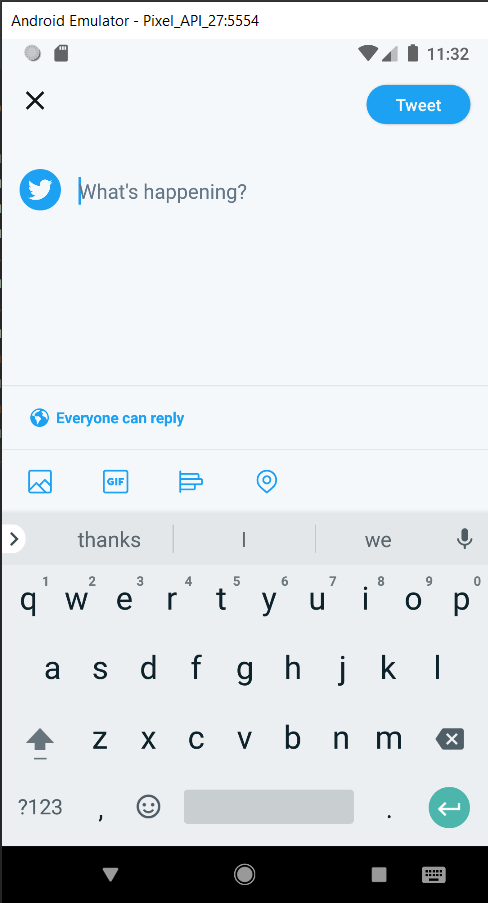 Android Emulator - Pixel_API_27:5554
11:32
Tweet
What's happening?
Everyone can reply
GIF
thanks I we
1 2 3 4 5 6 7 8 9 0
q w e r t y u i o p
a s d f g h j k l
z x c v b n m
?123 , .